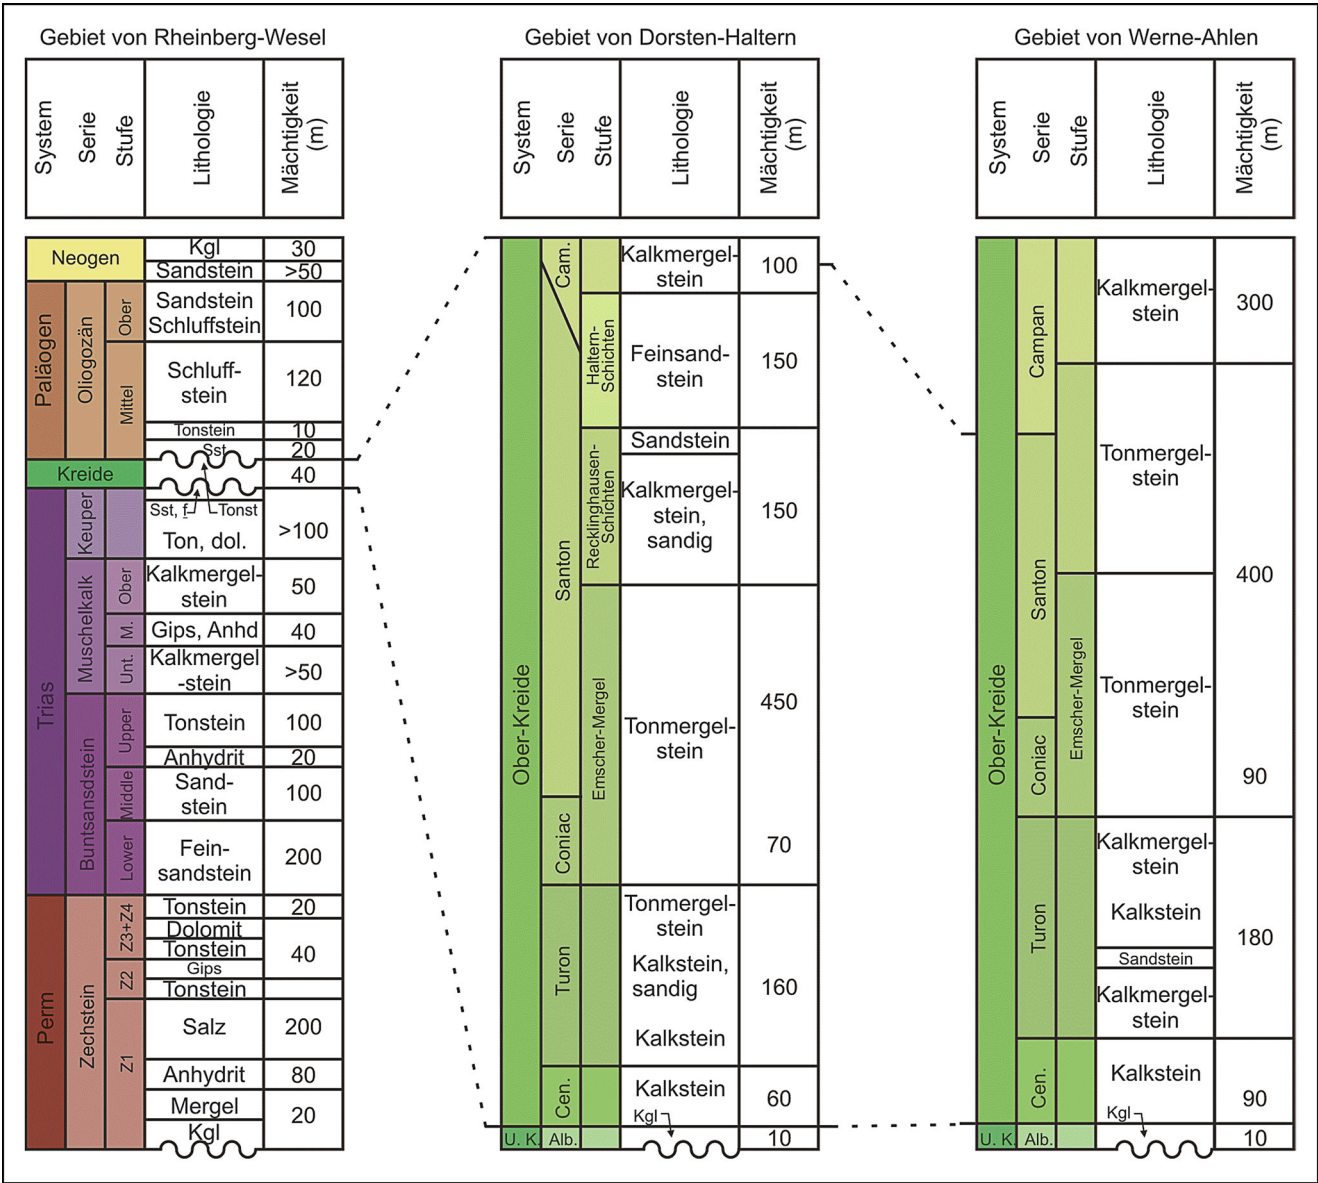 Gebiet von Rheinberg-Wesel
System
Serie
Stufe
Lithologie
Mächtigkeit
(m)
Neogen
Kgl
30
Sandstein
>50
Paläogen
Oliogozän
Ober
Sandstein
Schluffstein
100
Mittel
Schluff-
stein
120
Tonstein
10
Sst
20
Kreide
40
Sst, f
Tonst
Trias
Keuper
Ton, dol.
>100
Muschelkalk
Ober
Kalkmergel-
stein
50
M.
Gips, Anhd
40
Unt.
Kalkmergel
-stein
>50
Buntsansdstein
Upper
Tonstein
100
Anhydrit
20
Middle
Sand-
stein
100
Lower
Fein-
sandstein
200
Perm
Zechstein
Z3+Z4
Tonstein
20
Dolomit
Tonstein
40
Z2
Gips
Tonstein
Z1
Salz
200
Anhydrit
80
Mergel
20
Kgl
Gebiet von Dorsten-Haltern
System
Serie
Stufe
Lithologie
Mächtigkeit
(m)
Ober-Kreide
Cam.
Kalkmergel-
stein
100
Haltern-
Schichten
Feinsand-
stein
150
Santon
Recklinghausen-
Schichten
Sandstein
Kalkmergel-
stein,
sandig
150
Emscher-Mergel
Tonmergel-
stein
450
Coniac
70
Turon
Tonmergel-
stein
Kalkstein,
sandig
Kalkstein
160
Cen.
Kalkstein
60
Kgl
U. K.
Alb.
10
Gebiet von Werne-Ahlen
System
Serie
Stufe
Lithologie
Mächtigkeit
(m)
Ober-Kreide
Campan
Kalkmergel-
stein
300
Tonmergel-
stein
Santon
400
Emscher-Mergel
Tonmergel-
stein
Coniac
90
Turon
Kalkmergel-
stein
Kalkstein
Sandstein
Kalkmergel-
stein
180
Cen.
Kalkstein
90
Kgl
U. K.
Alb.
10